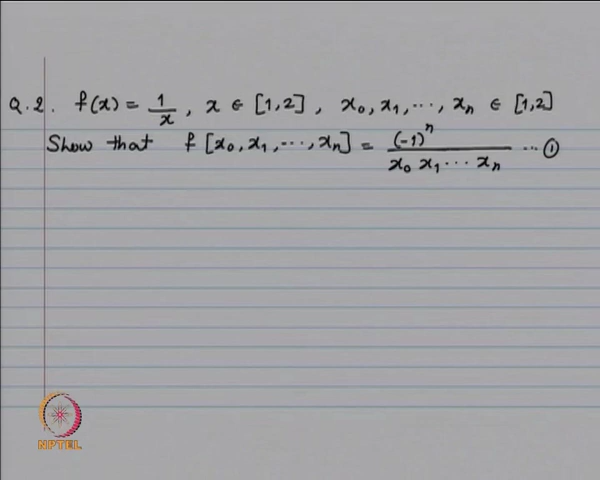 Q.2. f(x) = 1/x , x ∈ [1,2] , x₀, x₁, ..., xₙ ∈ [1,2]
Show that f[x₀, x₁, ..., xₙ] = (-1)ⁿ / x₀ x₁ ... xₙ ... ①
NPTEL